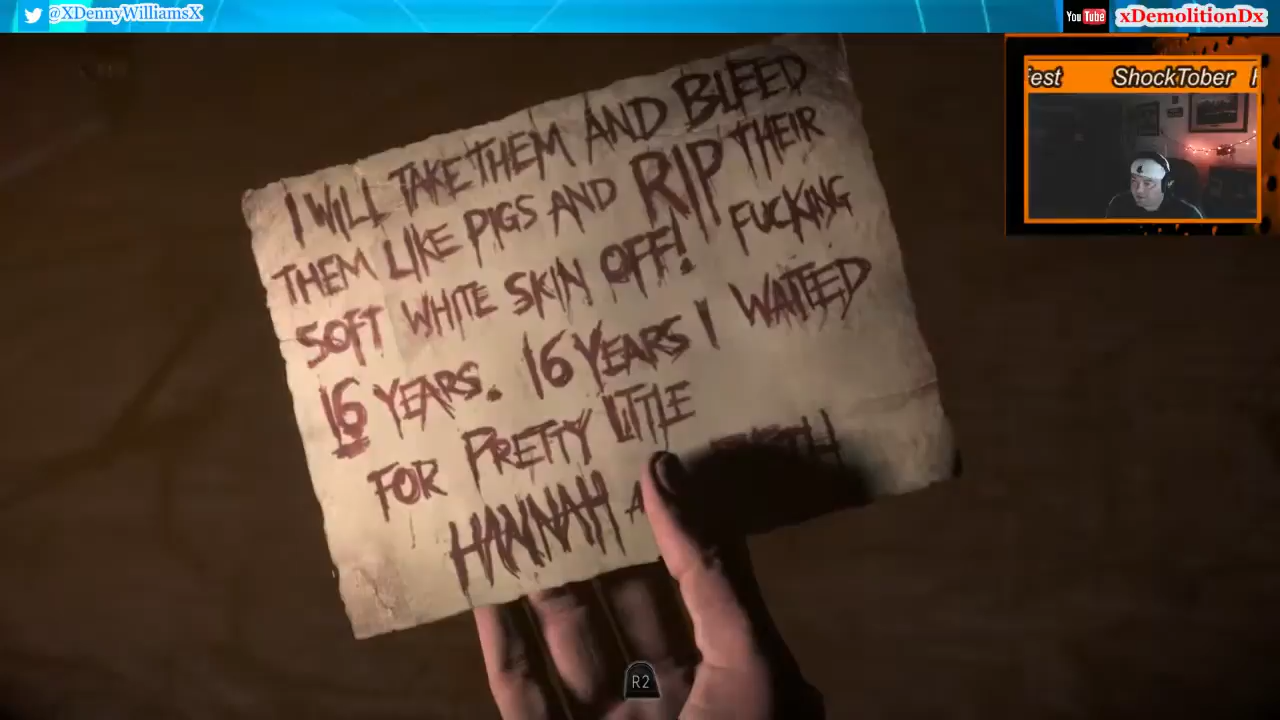 @XDennyWilliamsX
You Tube xDemolitionDx
est ShockTober
I WILL TAKE THEM AND BLEED
THEM LIKE PIGS AND RIP THEIR
SOFT WHITE SKIN OFF! FUCKING
16 YEARS. 16 YEARS I WAITED
FOR PRETTY LITTLE
HANNAH
R2